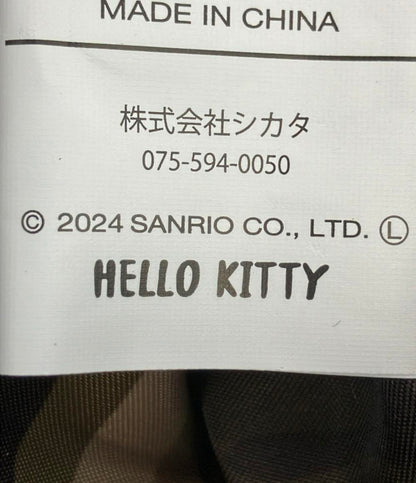 MADE IN CHINA
株式会社シカタ
075-594-0050
© 2024 SANRIO CO., LTD. Ⓛ
HELLO KITTY